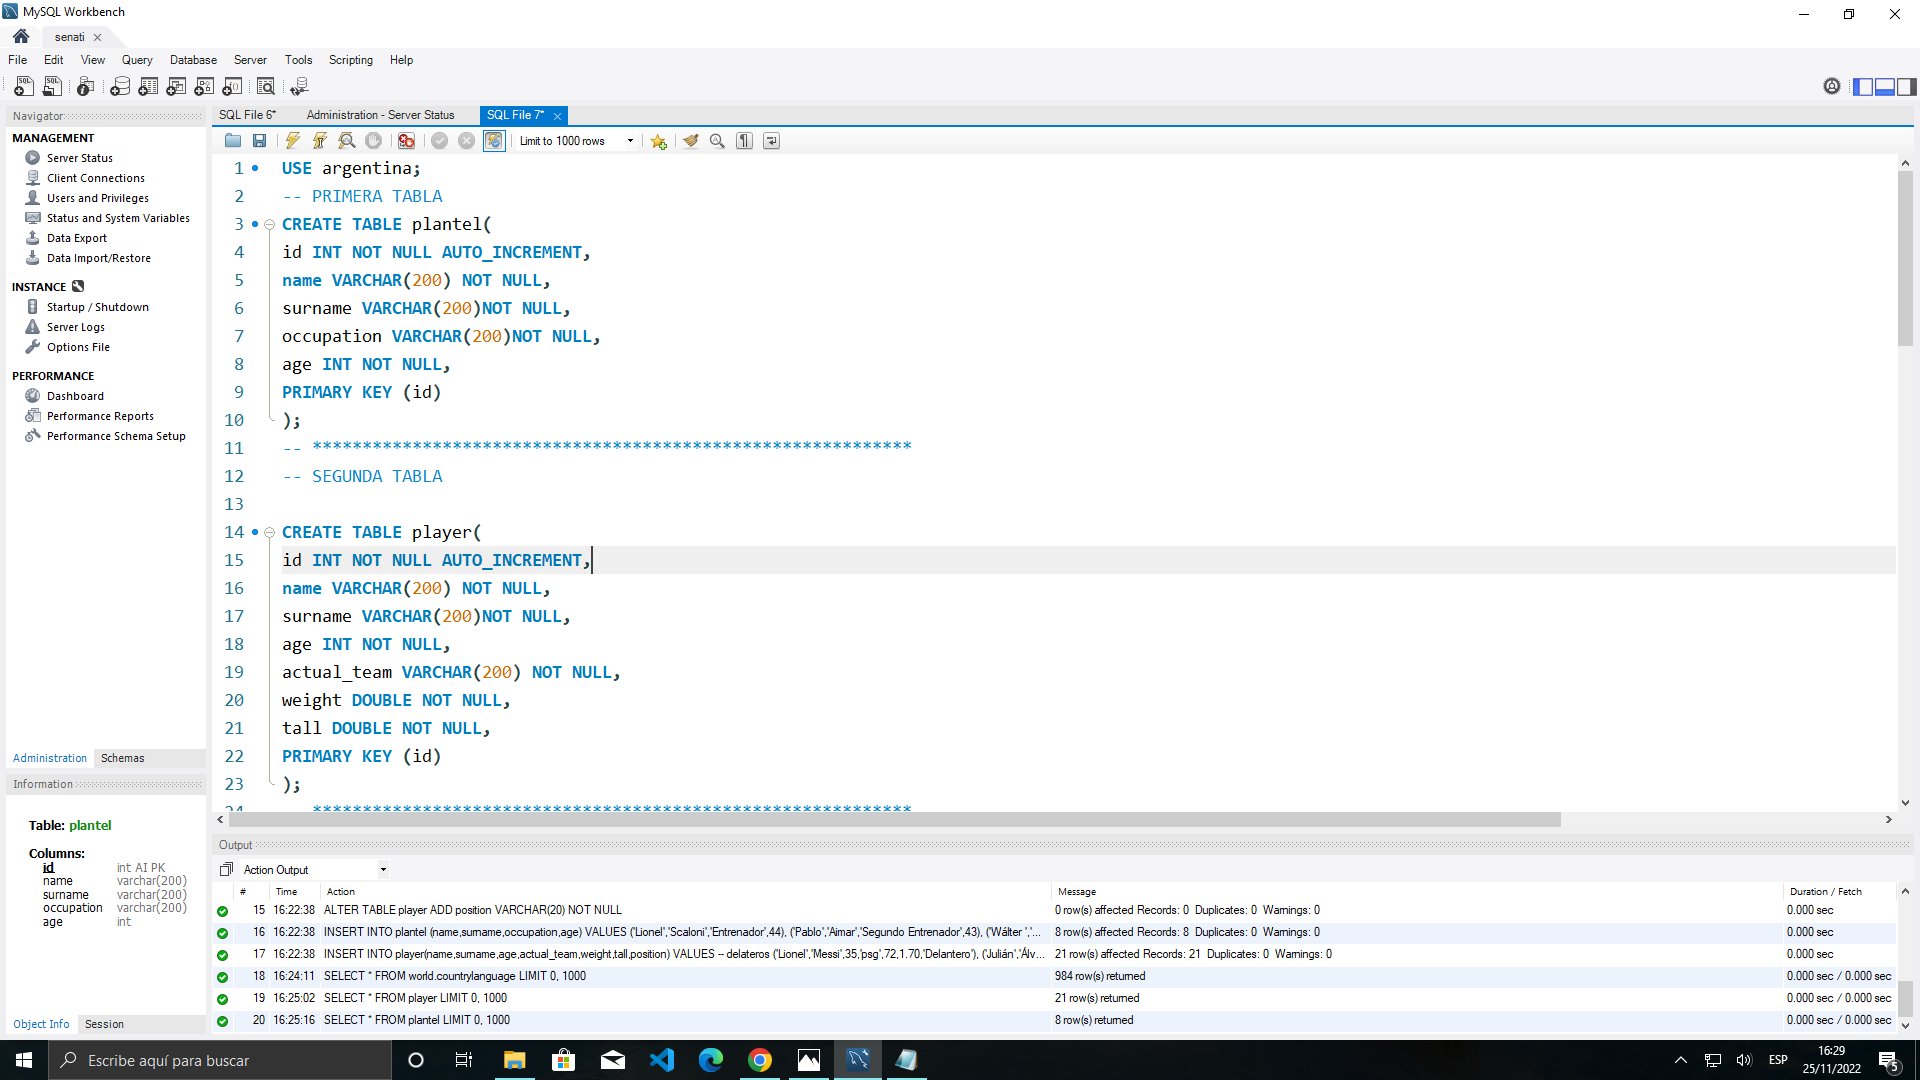 MySQL Workbench
senati
File Edit View Query Database Server Tools Scripting Help
Navigator
MANAGEMENT
Server Status
Client Connections
Users and Privileges
Status and System Variables
Data Export
Data Import/Restore
INSTANCE
Startup / Shutdown
Server Logs
Options File
PERFORMANCE
Dashboard
Performance Reports
Performance Schema Setup
Administration Schemas
Information
Table: plantel
Columns:
id int AI PK
name varchar(200)
surname varchar(200)
occupation varchar(200)
age int
Object Info Session
SQL File 6* Administration - Server Status SQL File 7*
Limit to 1000 rows
1 USE argentina;
2 -- PRIMERA TABLA
3 CREATE TABLE plantel(
4 id INT NOT NULL AUTO_INCREMENT,
5 name VARCHAR(200) NOT NULL,
6 surname VARCHAR(200)NOT NULL,
7 occupation VARCHAR(200)NOT NULL,
8 age INT NOT NULL,
9 PRIMARY KEY (id)
10 );
11 -- ************************************************************
12 -- SEGUNDA TABLA
13
14 CREATE TABLE player(
15 id INT NOT NULL AUTO_INCREMENT,
16 name VARCHAR(200) NOT NULL,
17 surname VARCHAR(200)NOT NULL,
18 age INT NOT NULL,
19 actual_team VARCHAR(200) NOT NULL,
20 weight DOUBLE NOT NULL,
21 tall DOUBLE NOT NULL,
22 PRIMARY KEY (id)
23 );
24 ************************************************************
Output
Action Output
# Time Action Message Duration / Fetch
15 16:22:38 ALTER TABLE player ADD position VARCHAR(20) NOT NULL 0 row(s) affected Records: 0 Duplicates: 0 Warnings: 0 0.000 sec
16 16:22:38 INSERT INTO plantel (name,surname,occupation,age) VALUES ('Lionel','Scaloni','Entrenador',44), ('Pablo','Aimar','Segundo Entrenador',43), ('Wálter ','... 8 row(s) affected Records: 8 Duplicates: 0 Warnings: 0 0.000 sec
17 16:22:38 INSERT INTO player(name,surname,age,actual_team,weight,tall,position) VALUES -- delateros ('Lionel','Messi',35,'psg',72,1.70,'Delantero'), ('Julián','Álv... 21 row(s) affected Records: 21 Duplicates: 0 Warnings: 0 0.000 sec
18 16:24:11 SELECT * FROM world.countrylanguage LIMIT 0, 1000 984 row(s) returned 0.000 sec / 0.000 sec
19 16:25:02 SELECT * FROM player LIMIT 0, 1000 21 row(s) returned 0.000 sec / 0.000 sec
20 16:25:16 SELECT * FROM plantel LIMIT 0, 1000 8 row(s) returned 0.000 sec / 0.000 sec
Escribe aquí para buscar
ESP
16:29
25/11/2022
5